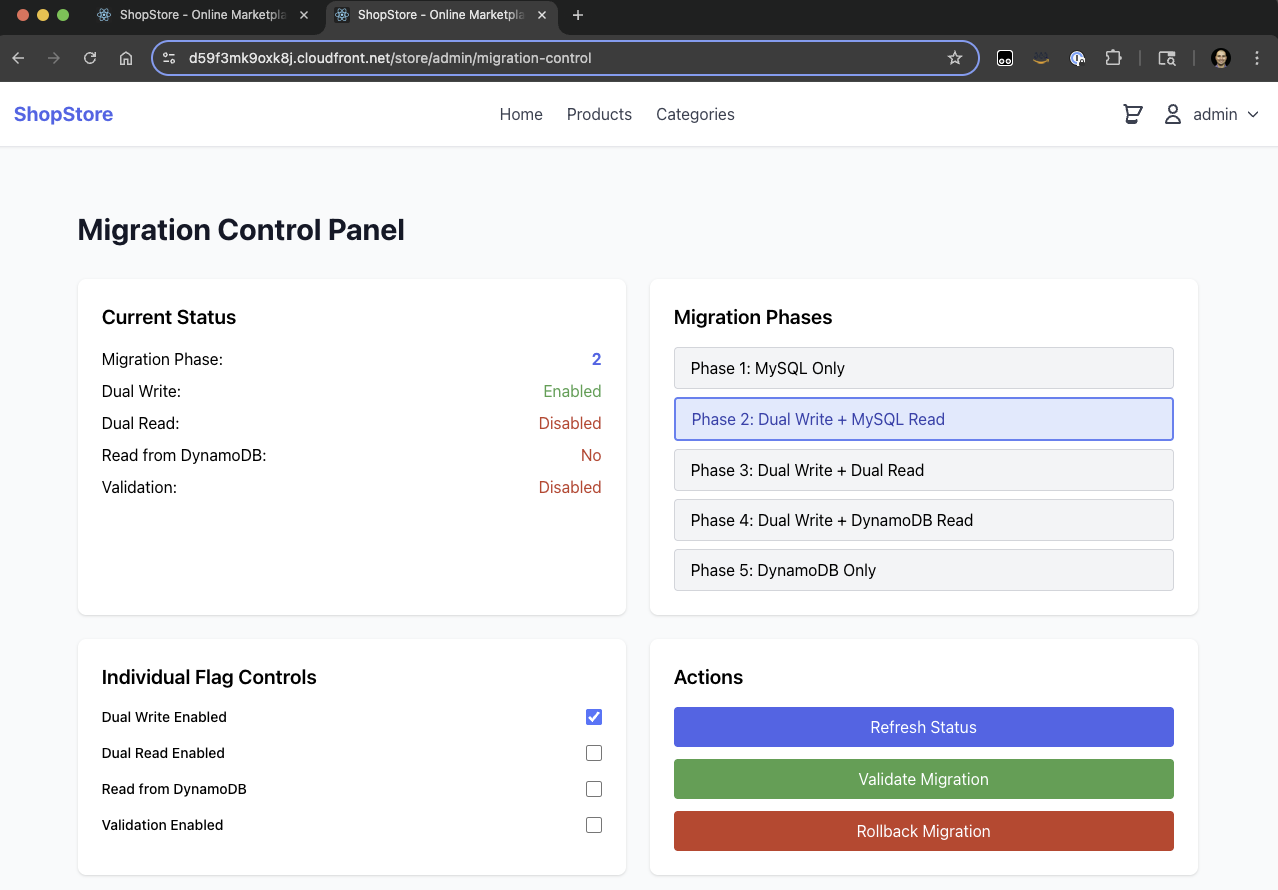 ShopStore - Online Marketpla
ShopStore - Online Marketpla
d59f3mk9oxk8j.cloudfront.net/store/admin/migration-control
ShopStore
Home
Products
Categories
admin
Migration Control Panel
Current Status
Migration Phase: 2
Dual Write: Enabled
Dual Read: Disabled
Read from DynamoDB: No
Validation: Disabled
Migration Phases
Phase 1: MySQL Only
Phase 2: Dual Write + MySQL Read
Phase 3: Dual Write + Dual Read
Phase 4: Dual Write + DynamoDB Read
Phase 5: DynamoDB Only
Individual Flag Controls
Dual Write Enabled
Dual Read Enabled
Read from DynamoDB
Validation Enabled
Actions
Refresh Status
Validate Migration
Rollback Migration